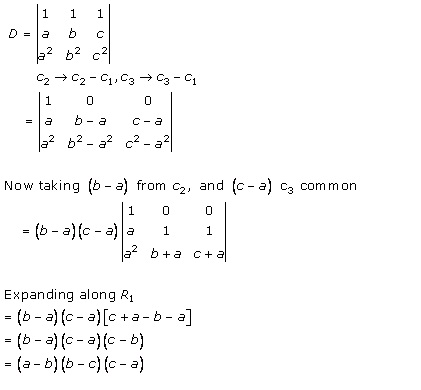 D = | 1 1 1 |
| a b c |
| a² b² c² |
c₂ → c₂ – c₁, c₃ → c₃ – c₁
= | 1 0 0 |
| a b – a c – a |
| a² b² – a² c² – a² |
Now taking (b – a) from c₂, and (c – a) c₃ common
= (b – a)(c – a) | 1 0 0 |
| a 1 1 |
| a² b + a c + a |
Expanding along R₁
= (b – a)(c – a)[c + a – b – a]
= (b – a)(c – a)(c – b)
= (a – b)(b – c)(c – a)